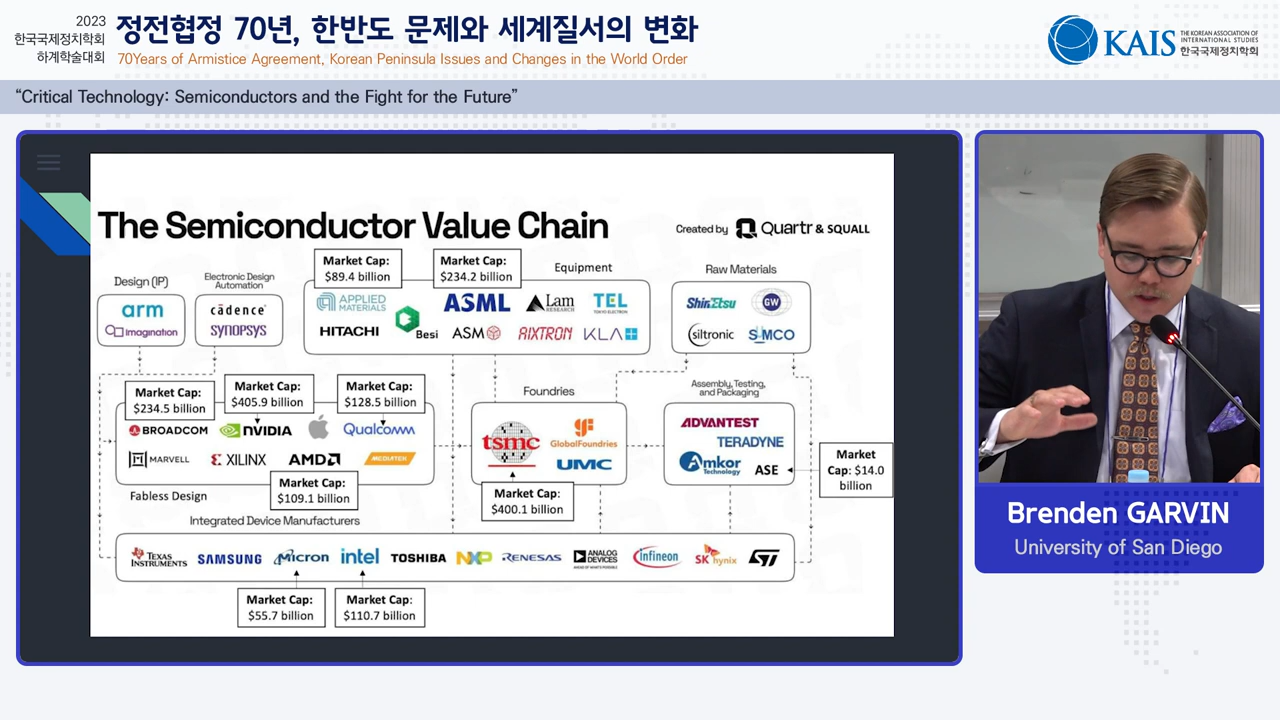 2023
한국국제정치학회
하계학술대회
정전협정 70년, 한반도 문제와 세계질서의 변화
70Years of Armistice Agreement, Korean Peninsula Issues and Changes in the World Order
KAIS
THE KOREAN ASSOCIATION OF
INTERNATIONAL STUDIES
한국국제정치학회
“Critical Technology: Semiconductors and the Fight for the Future”
The Semiconductor Value Chain
Created by Quartr & SQUALL
Design (IP)
arm
imagination
Electronic Design
Automation
cādence
SYNOPSYS
Market Cap:
$89.4 billion
Market Cap:
$234.2 billion
Equipment
APPLIED
MATERIALS
Besi
ASML
Lam
RESEARCH
TEL
TOKYO ELECTRON
HITACHI
ASM
AIXTRON
KLA
Raw Materials
ShinEtsu
GW
siltronic
SUMCO
Market Cap:
$234.5 billion
Market Cap:
$405.9 billion
Market Cap:
$128.5 billion
BROADCOM
NVIDIA
Qualcomm
MARVELL
XILINX
AMD
MEDIATEK
Market Cap:
$109.1 billion
Fabless Design
Foundries
tsmc
GlobalFoundries
UMC
Market Cap:
$400.1 billion
Assembly, Testing,
and Packaging
ADVANTEST
TERADYNE
Amkor
Technology
ASE
Market
Cap: $14.0
billion
Integrated Device Manufacturers
TEXAS
INSTRUMENTS
SAMSUNG
Micron
intel
TOSHIBA
NXP
RENESAS
ANALOG
DEVICES
AHEAD OF WHAT'S POSSIBLE
infineon
SK hynix
ST
Market Cap:
$55.7 billion
Market Cap:
$110.7 billion
Brenden GARVIN
University of San Diego